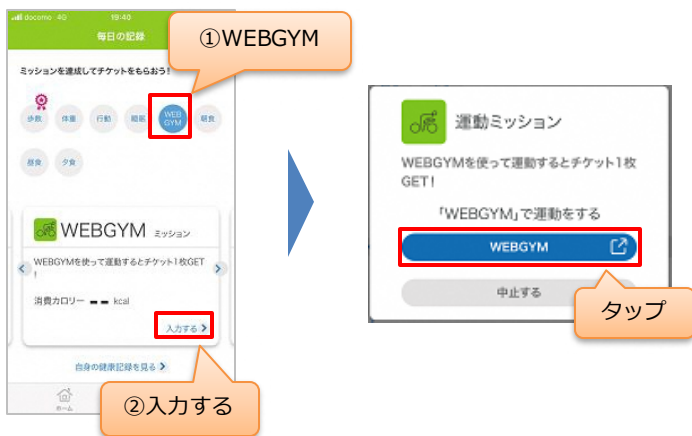 docomo 4G 19:40
毎日の記録
①WEBGYM
ミッションを達成してチケットをもらおう!
歩数 体重 行動 睡眠 WEB GYM 朝食
昼食 夕食
WEBGYM ミッション
WEBGYMを使って運動するとチケット1枚GET
!
消費カロリー -- kcal
入力する
自身の健康記録を見る
ホーム
②入力する
運動ミッション
WEBGYMを使って運動するとチケット1枚
GET!
「WEBGYM」で運動をする
WEBGYM
中止する
タップ